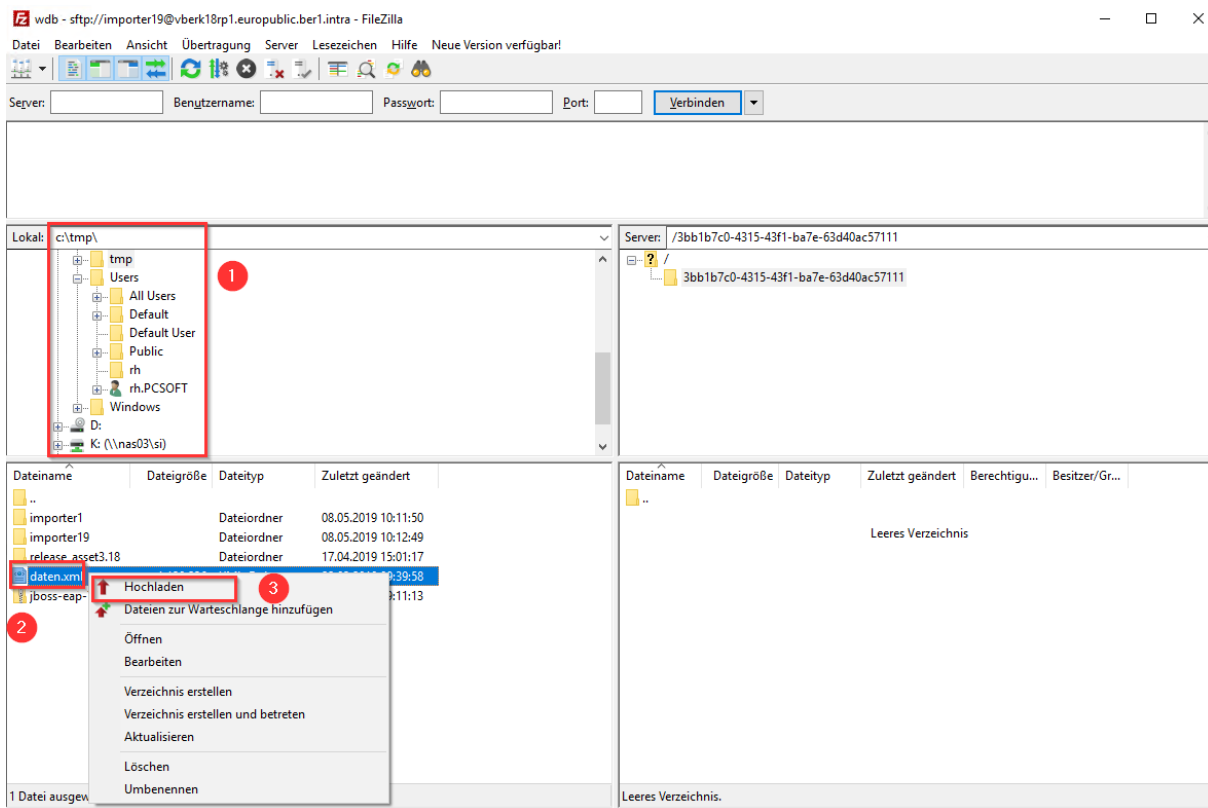 wdb - sftp://importer19@vberk18rp1.europublic.ber1.intra - FileZilla
Datei Bearbeiten Ansicht Übertragung Server Lesezeichen Hilfe Neue Version verfügbar!
Server: Benutzername: Passwort: Port: Verbinden
Lokal: c:\tmp\
tmp
Users
All Users
Default
Default User
Public
rh
rh.PCSOFT
Windows
D:
K: (\\nas03\si)
1
Server: /3bb1b7c0-4315-43f1-ba7e-63d40ac57111
? /
3bb1b7c0-4315-43f1-ba7e-63d40ac57111
Dateiname Dateigröße Dateityp Zuletzt geändert
..
importer1 Dateiordner 08.05.2019 10:11:50
importer19 Dateiordner 08.05.2019 10:12:49
release_asset3.18 Dateiordner 17.04.2019 15:01:17
daten.xml 9:39:58
jboss-eap- 9:11:13
2
Hochladen
3
Dateien zur Warteschlange hinzufügen
Öffnen
Bearbeiten
Verzeichnis erstellen
Verzeichnis erstellen und betreten
Aktualisieren
Löschen
Umbenennen
1 Datei ausgew
Dateiname Dateigröße Dateityp Zuletzt geändert Berechtigu... Besitzer/Gr...
..
Leeres Verzeichnis
Leeres Verzeichnis.